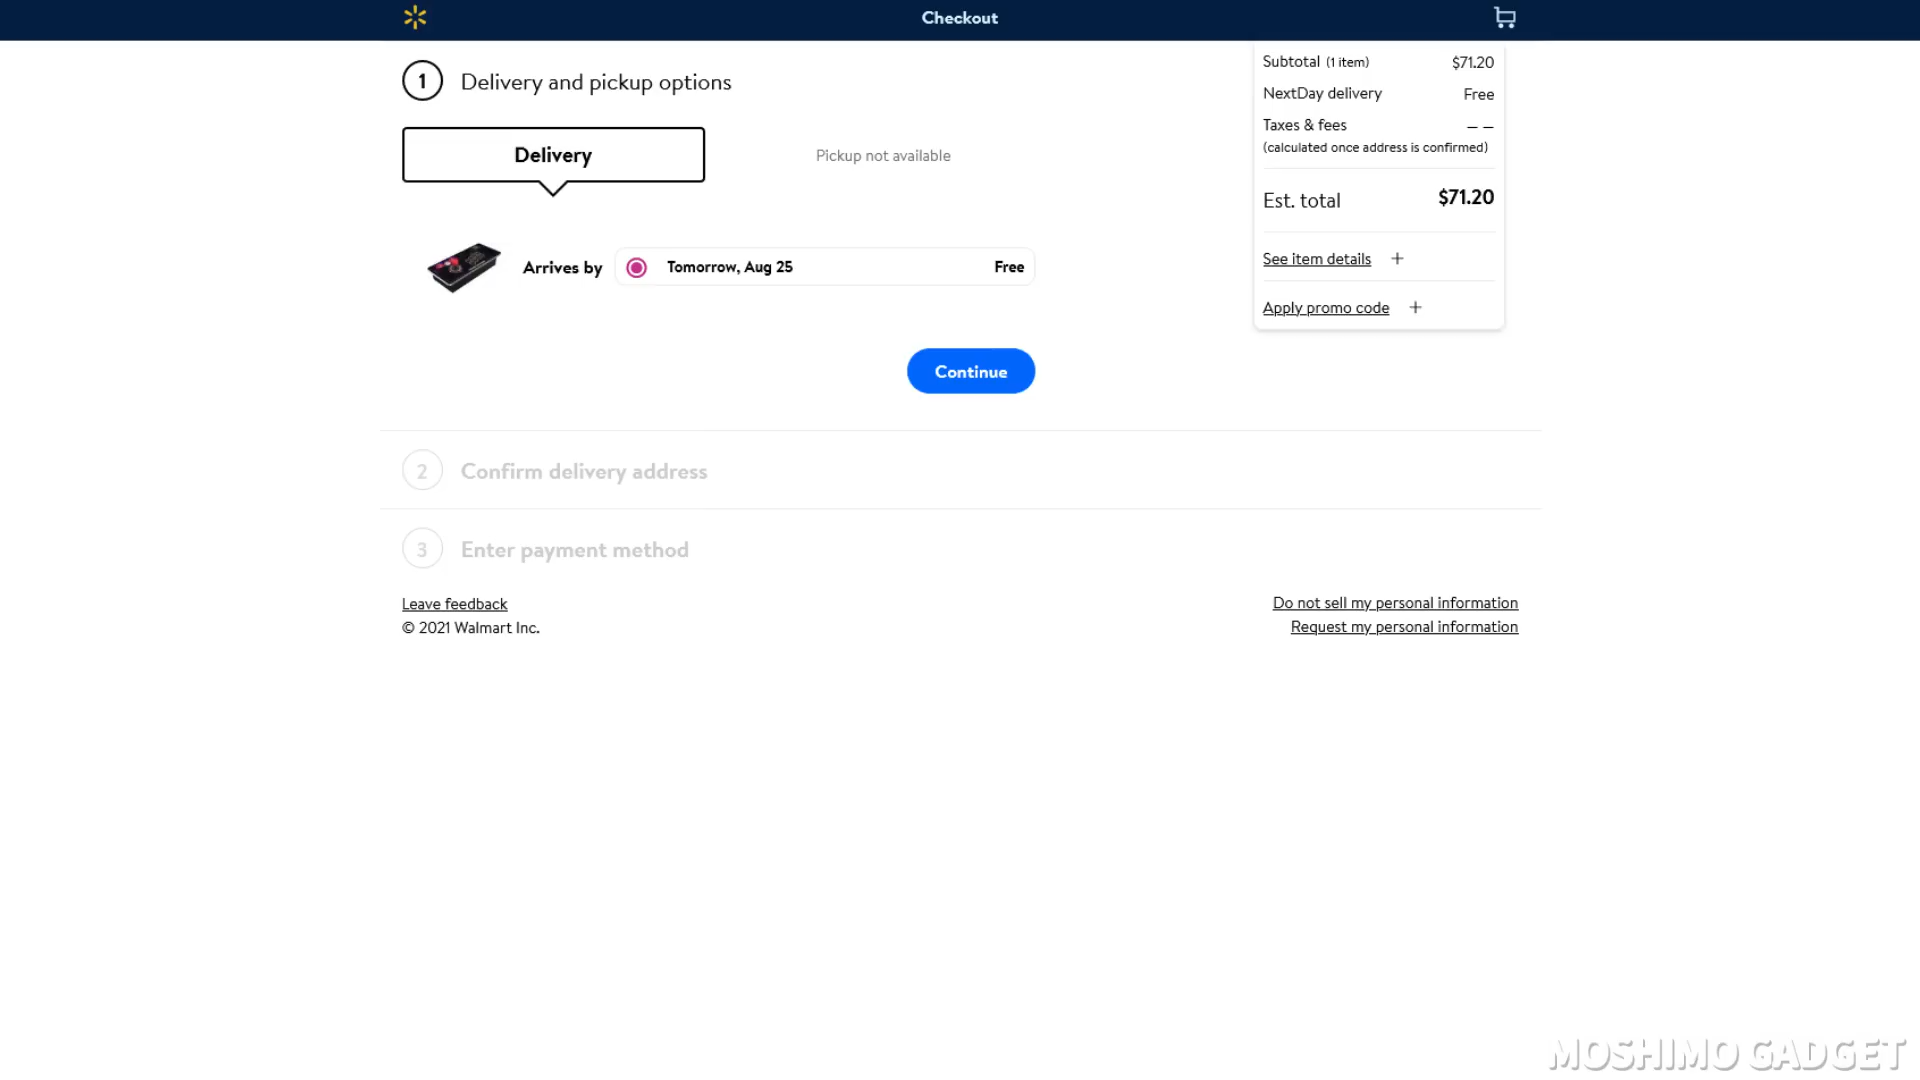 Checkout
1 Delivery and pickup options
Delivery
Pickup not available
Arrives by Tomorrow, Aug 25 Free
Continue
2 Confirm delivery address
3 Enter payment method
Leave feedback
© 2021 Walmart Inc.
Subtotal (1 item) $71.20
NextDay delivery Free
Taxes & fees – –
(calculated once address is confirmed)
Est. total $71.20
See item details +
Apply promo code +
Do not sell my personal information
Request my personal information
MOSHIMO GADGET